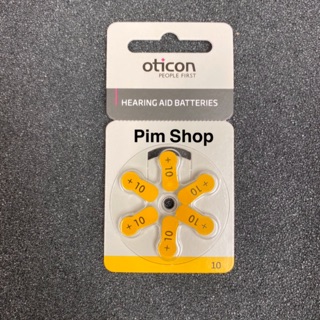 oticon
PEOPLE FIRST
HEARING AID BATTERIES
Pim Shop
+10
+10
+10
+10
+10
+10
10